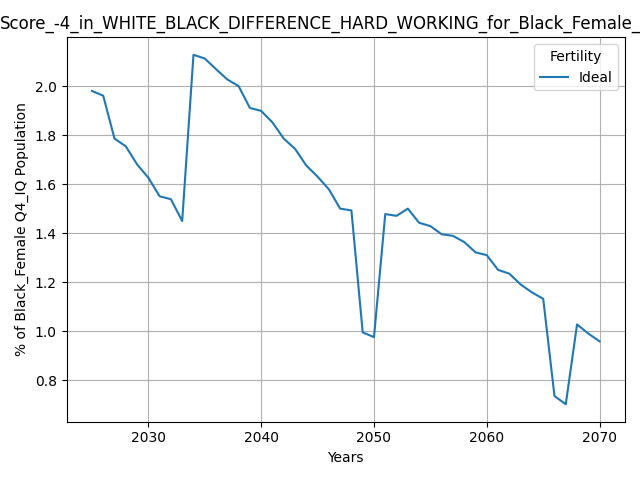 Score_-4_in_WHITE_BLACK_DIFFERENCE_HARD_WORKING_for_Black_Female_
Fertility
Ideal
% of Black_Female Q4_IQ Population
2.0
1.8
1.6
1.4
1.2
1.0
0.8
2030 2040 2050 2060 2070
Years